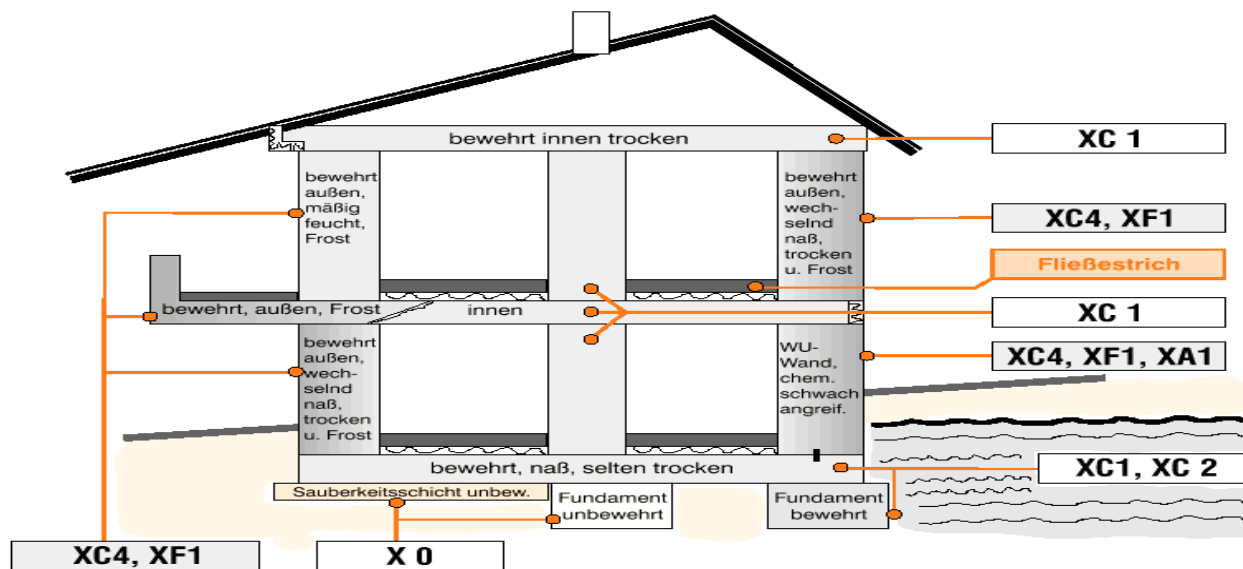 bewehrt innen trocken
XC 1
bewehrt
außen,
mäßig
feucht,
Frost
bewehrt
außen,
wech-
selnd
naß,
trocken
u. Frost
XC4, XF1
Fließestrich
bewehrt, außen, Frost
innen
XC 1
bewehrt
außen,
wech-
selnd
naß,
trocken
u. Frost
WU-
Wand,
chem.
schwach
angreif.
XC4, XF1, XA1
bewehrt, naß, selten trocken
XC1, XC 2
Sauberkeitsschicht unbew.
Fundament
unbewehrt
Fundament
bewehrt
XC4, XF1
X 0